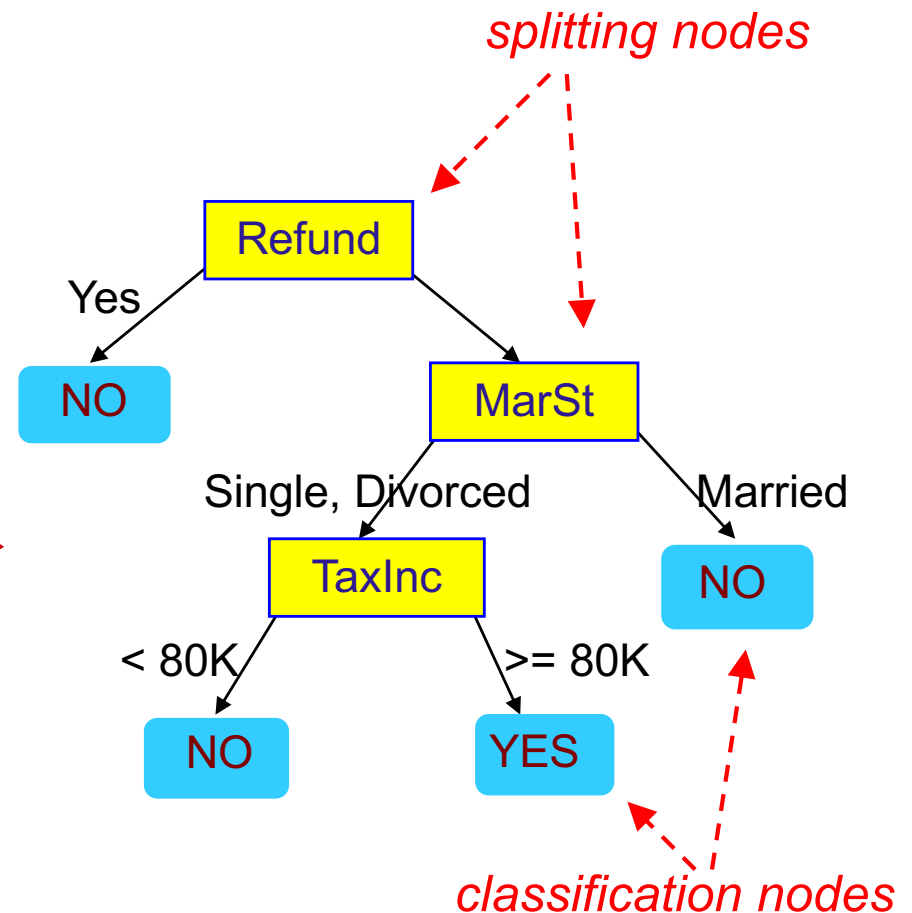 splitting nodes
Refund
Yes
NO
MarSt
Single, Divorced
Married
TaxInc
NO
< 80K
>= 80K
NO
YES
classification nodes